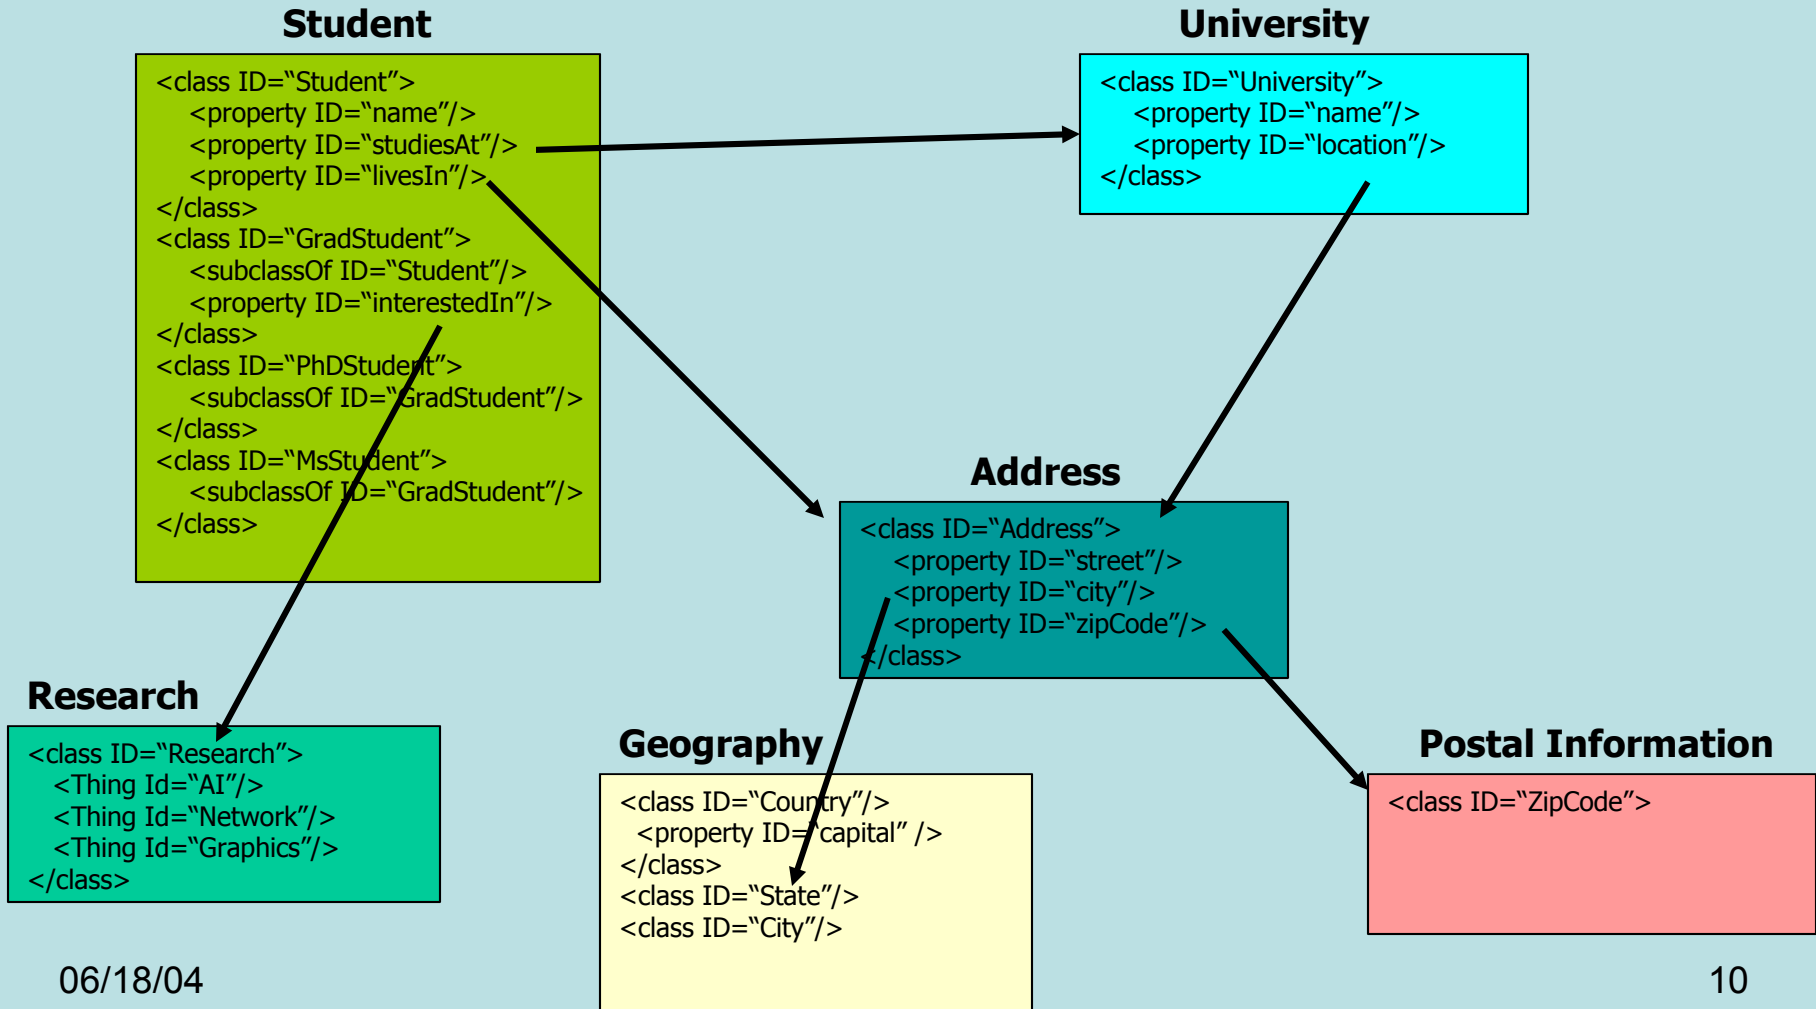 Student
<class ID=“Student”>
<property ID=“name”/>
<property ID=“studiesAt”/>
<property ID=“livesIn”/>
</class>
<class ID=“GradStudent”>
<subclassOf ID=“Student”/>
<property ID=“interestedIn”/>
</class>
<class ID=“PhDStudent”>
<subclassOf ID=“GradStudent”/>
</class>
<class ID=“MsStudent”>
<subclassOf ID=“GradStudent”/>
</class>
University
<class ID=“University”>
<property ID=“name”/>
<property ID=“location”/>
</class>
Address
<class ID=“Address”>
<property ID=“street”/>
<property ID=“city”/>
<property ID=“zipCode”/>
</class>
Research
<class ID=“Research”>
<Thing Id=“AI”/>
<Thing Id=“Network”/>
<Thing Id=“Graphics”/>
</class>
Geography
<class ID=“Country”/>
<property ID=“capital” />
</class>
<class ID=“State”/>
<class ID=“City”/>
Postal Information
<class ID=“ZipCode”>
06/18/04
10